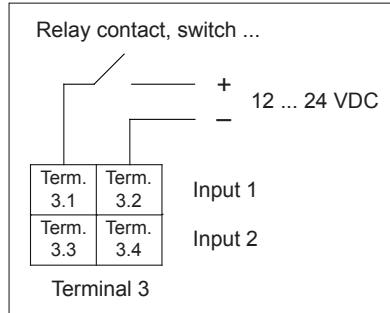 Relay contact, switch ...
+
12 ... 24 VDC
–
Term. 3.1
Term. 3.2
Input 1
Term. 3.3
Term. 3.4
Input 2
Terminal 3